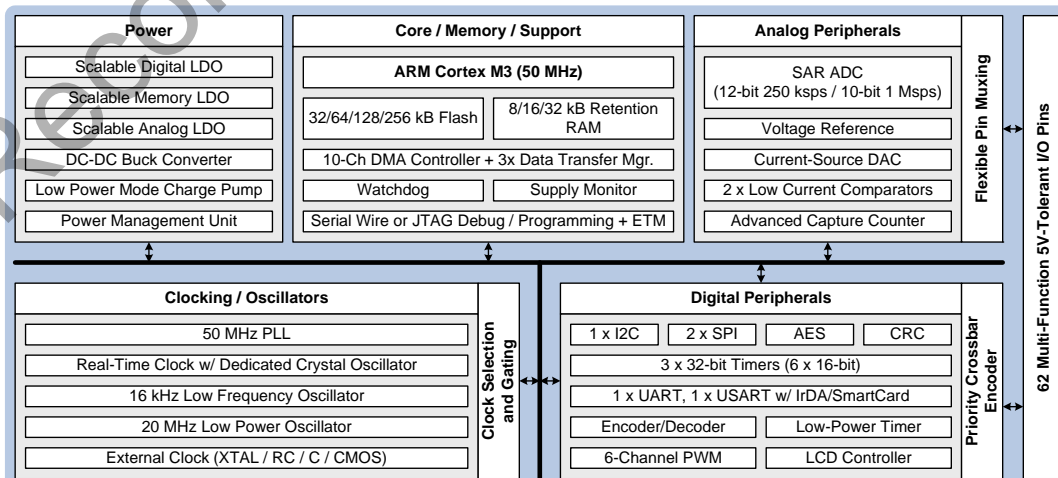 Power
Scalable Digital LDO
Scalable Memory LDO
Scalable Analog LDO
DC-DC Buck Converter
Low Power Mode Charge Pump
Power Management Unit
Core / Memory / Support
ARM Cortex M3 (50 MHz)
32/64/128/256 kB Flash
8/16/32 kB Retention
RAM
10-Ch DMA Controller + 3x Data Transfer Mgr.
Watchdog
Supply Monitor
Serial Wire or JTAG Debug / Programming + ETM
Analog Peripherals
SAR ADC
(12-bit 250 ksps / 10-bit 1 Msps)
Voltage Reference
Current-Source DAC
2 x Low Current Comparators
Advanced Capture Counter
Flexible Pin Muxing
62 Multi-Function 5V-Tolerant I/O Pins
Clocking / Oscillators
50 MHz PLL
Real-Time Clock w/ Dedicated Crystal Oscillator
16 kHz Low Frequency Oscillator
20 MHz Low Power Oscillator
External Clock (XTAL / RC / C / CMOS)
Clock Selection
and Gating
Digital Peripherals
1 x I2C
2 x SPI
AES
CRC
3 x 32-bit Timers (6 x 16-bit)
1 x UART, 1 x USART w/ IrDA/SmartCard
Encoder/Decoder
Low-Power Timer
6-Channel PWM
LCD Controller
Priority Crossbar
Encoder